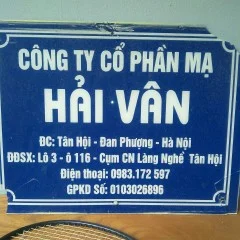 CÔNG TY CỔ PHẦN MẠ
HẢI VÂN
ĐC: Tân Hội - Đan Phượng - Hà Nội
ĐĐSX: Lô 3 - ô 116 - Cụm CN Làng Nghề Tân Hội
Điện thoại: 0983.172 597
GPKD Số: 0103026896